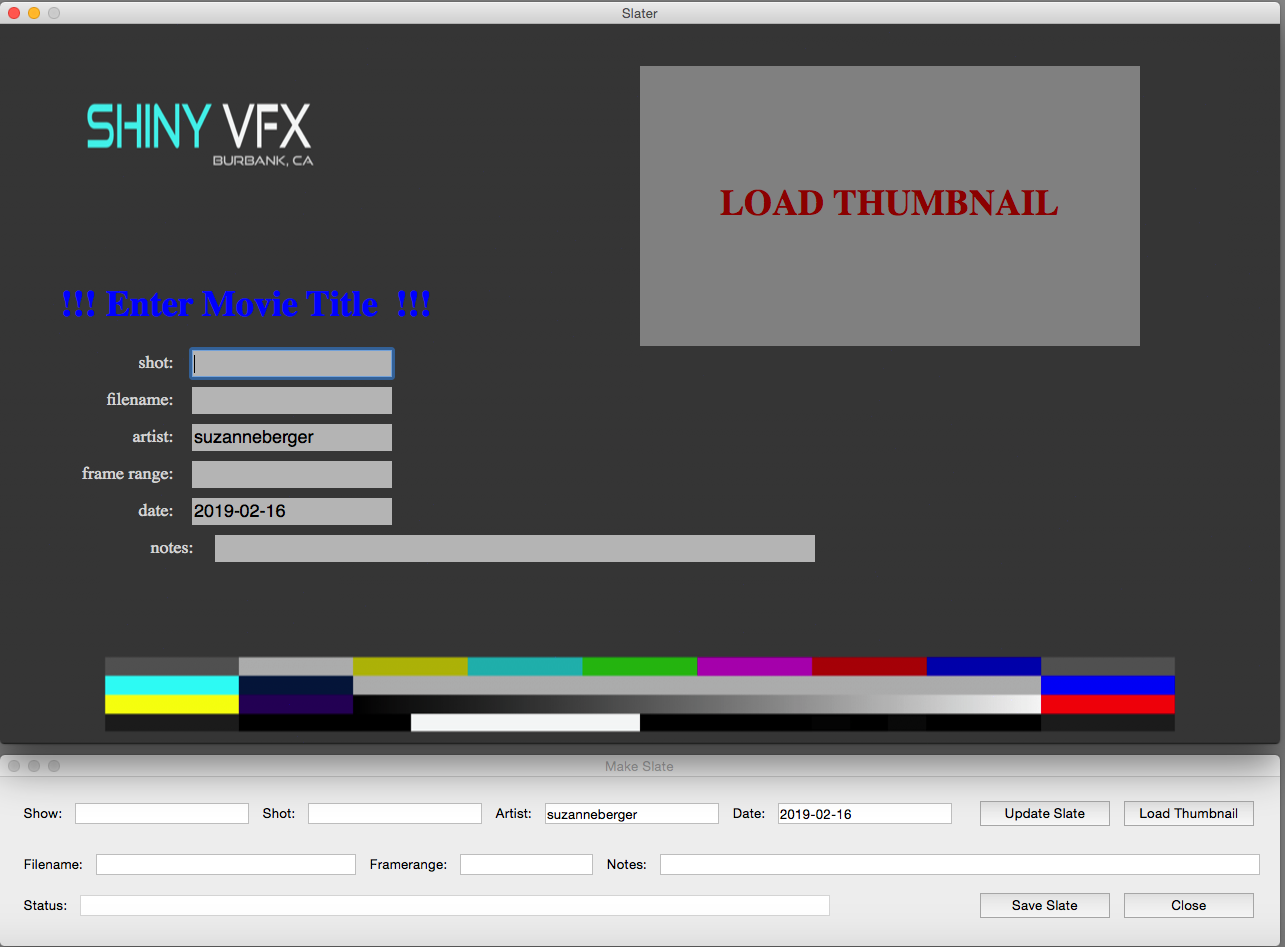 Slater
SHINY VFX
BURBANK, CA
LOAD THUMBNAIL
!!! Enter Movie Title !!!
shot:
filename:
artist: suzanneberger
frame range:
date: 2019-02-16
notes:
Make Slate
Show: Shot: Artist: suzanneberger Date: 2019-02-16 Update Slate Load Thumbnail
Filename: Framerange: Notes:
Status: Save Slate Close